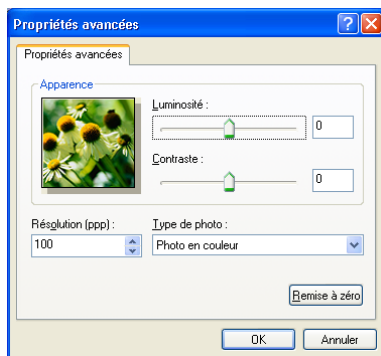 Propriétés avancées
Propriétés avancées
Apparence
Luminosité :
0
Contraste :
0
Résolution (ppp) :
100
Type de photo :
Photo en couleur
Remise à zéro
OK
Annuler